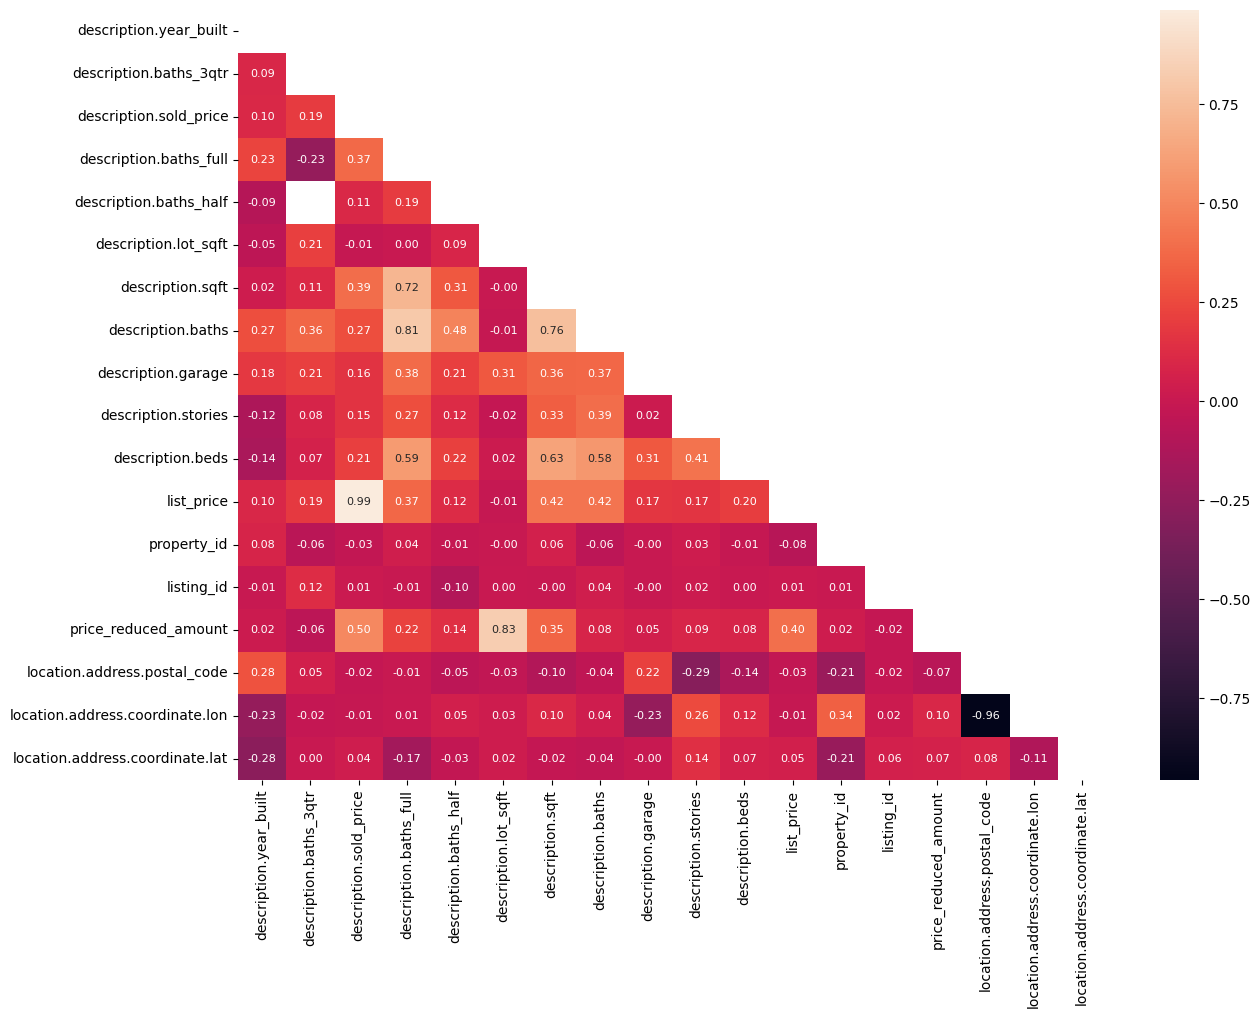 description.year_built
description.baths_3qtr 0.09
description.sold_price 0.10 0.19
description.baths_full 0.23 -0.23 0.37
description.baths_half -0.09 0.11 0.19
description.lot_sqft -0.05 0.21 -0.01 0.00 0.09
description.sqft 0.02 0.11 0.39 0.72 0.31 -0.00
description.baths 0.27 0.36 0.27 0.81 0.48 -0.01 0.76
description.garage 0.18 0.21 0.16 0.38 0.21 0.31 0.36 0.37
description.stories -0.12 0.08 0.15 0.27 0.12 -0.02 0.33 0.39 0.02
description.beds -0.14 0.07 0.21 0.59 0.22 0.02 0.63 0.58 0.31 0.41
list_price 0.10 0.19 0.99 0.37 0.12 -0.01 0.42 0.42 0.17 0.17 0.20
property_id 0.08 -0.06 -0.03 0.04 -0.01 -0.00 0.06 -0.06 -0.00 0.03 -0.01 -0.08
listing_id -0.01 0.12 0.01 -0.01 -0.10 0.00 -0.00 0.04 -0.00 0.02 0.00 0.01 0.01
price_reduced_amount 0.02 -0.06 0.50 0.22 0.14 0.83 0.35 0.08 0.05 0.09 0.08 0.40 0.02 -0.02
location.address.postal_code 0.28 0.05 -0.02 -0.01 -0.05 -0.03 -0.10 -0.04 0.22 -0.29 -0.14 -0.03 -0.21 -0.02 -0.07
location.address.coordinate.lon -0.23 -0.02 -0.01 0.01 0.05 0.03 0.10 0.04 -0.23 0.26 0.12 -0.01 0.34 0.02 0.10 -0.96
location.address.coordinate.lat -0.28 0.00 0.04 -0.17 -0.03 0.02 -0.02 -0.04 -0.00 0.14 0.07 0.05 -0.21 0.06 0.07 0.08 -0.11
description.year_built
description.baths_3qtr
description.sold_price
description.baths_full
description.baths_half
description.lot_sqft
description.sqft
description.baths
description.garage
description.stories
description.beds
list_price
property_id
listing_id
price_reduced_amount
location.address.postal_code
location.address.coordinate.lon
location.address.coordinate.lat
0.75
0.50
0.25
0.00
−0.25
−0.50
−0.75